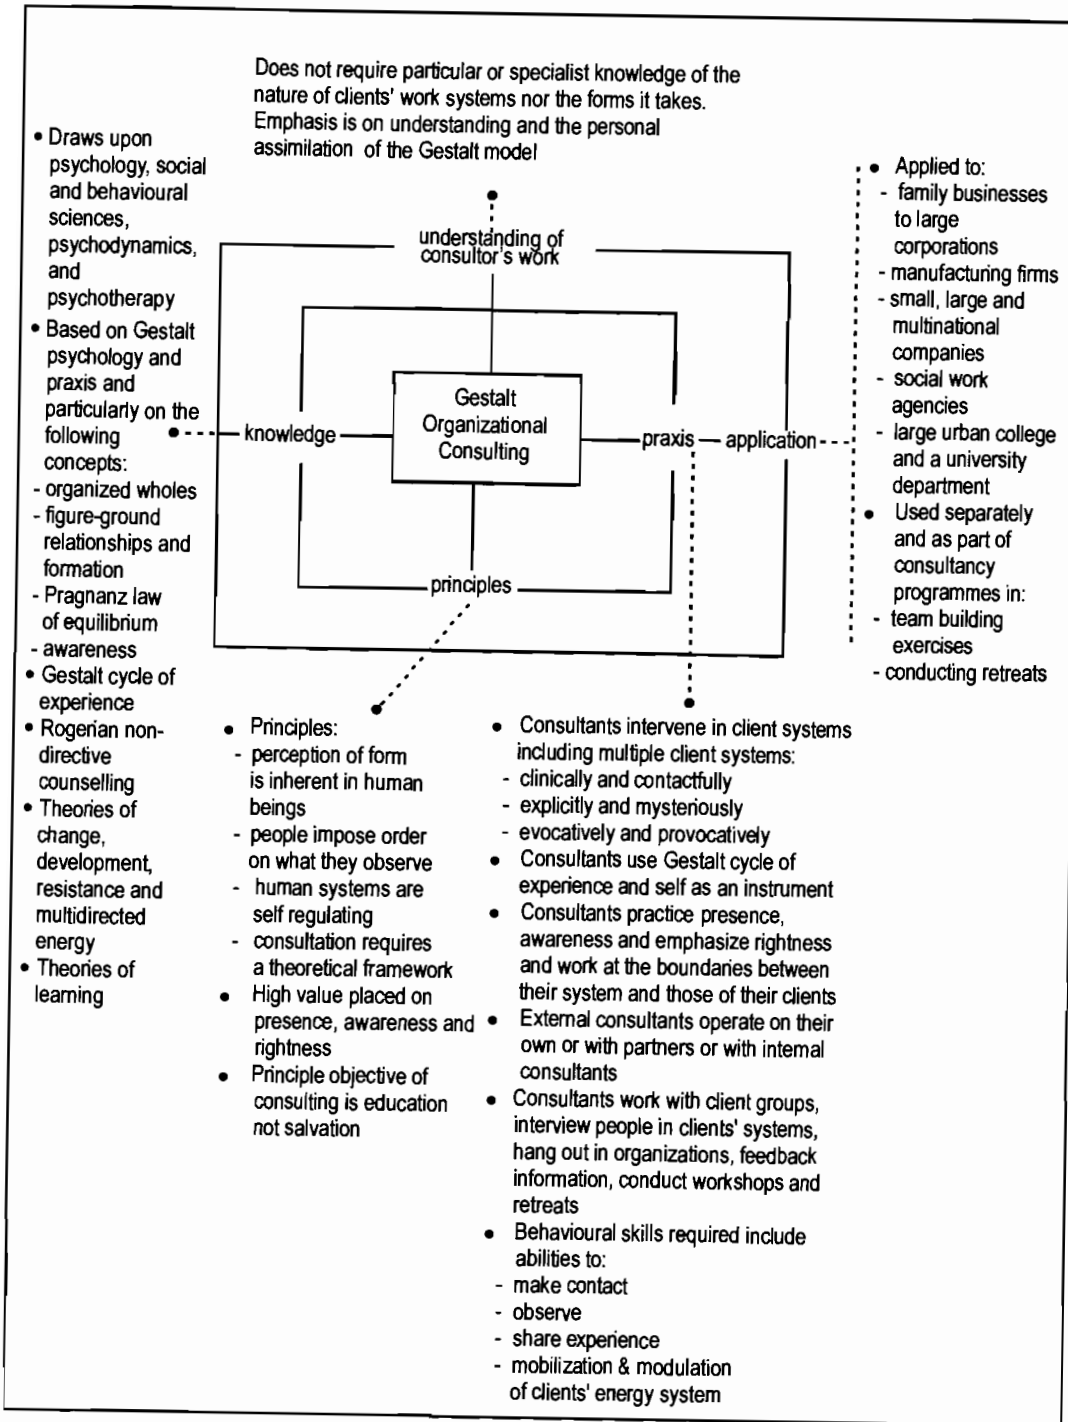 Does not require particular or specialist knowledge of the
nature of clients' work systems nor the forms it takes.
Emphasis is on understanding and the personal
assimilation of the Gestalt model
• Draws upon
psychology, social
and behavioural
sciences,
psychodynamics,
and
psychotherapy
• Based on Gestalt
psychology and
praxis and
particularly on the
following
concepts:
- organized wholes
- figure-ground
relationships and
formation
- Pragnanz law
of equilibrium
- awareness
• Gestalt cycle of
experience
• Rogerian non-
directive
counselling
• Theories of
change,
development,
resistance and
multidirected
energy
• Theories of
learning
understanding of
consultor's work
knowledge
Gestalt
Organizational
Consulting
praxis
application
principles
• Applied to:
- family businesses
to large
corporations
- manufacturing firms
- small, large and
multinational
companies
- social work
agencies
- large urban college
and a university
department
• Used separately
and as part of
consultancy
programmes in:
- team building
exercises
- conducting retreats
• Principles:
- perception of form
is inherent in human
beings
- people impose order
on what they observe
- human systems are
self regulating
- consultation requires
a theoretical framework
• High value placed on
presence, awareness and
rightness
• Principle objective of
consulting is education
not salvation
• Consultants intervene in client systems
including multiple client systems:
- clinically and contactfully
- explicitly and mysteriously
- evocatively and provocatively
• Consultants use Gestalt cycle of
experience and self as an instrument
• Consultants practice presence,
awareness and emphasize rightness
and work at the boundaries between
their system and those of their clients
• External consultants operate on their
own or with partners or with internal
consultants
• Consultants work with client groups,
interview people in clients' systems,
hang out in organizations, feedback
information, conduct workshops and
retreats
• Behavioural skills required include
abilities to:
- make contact
- observe
- share experience
- mobilization & modulation
of clients' energy system